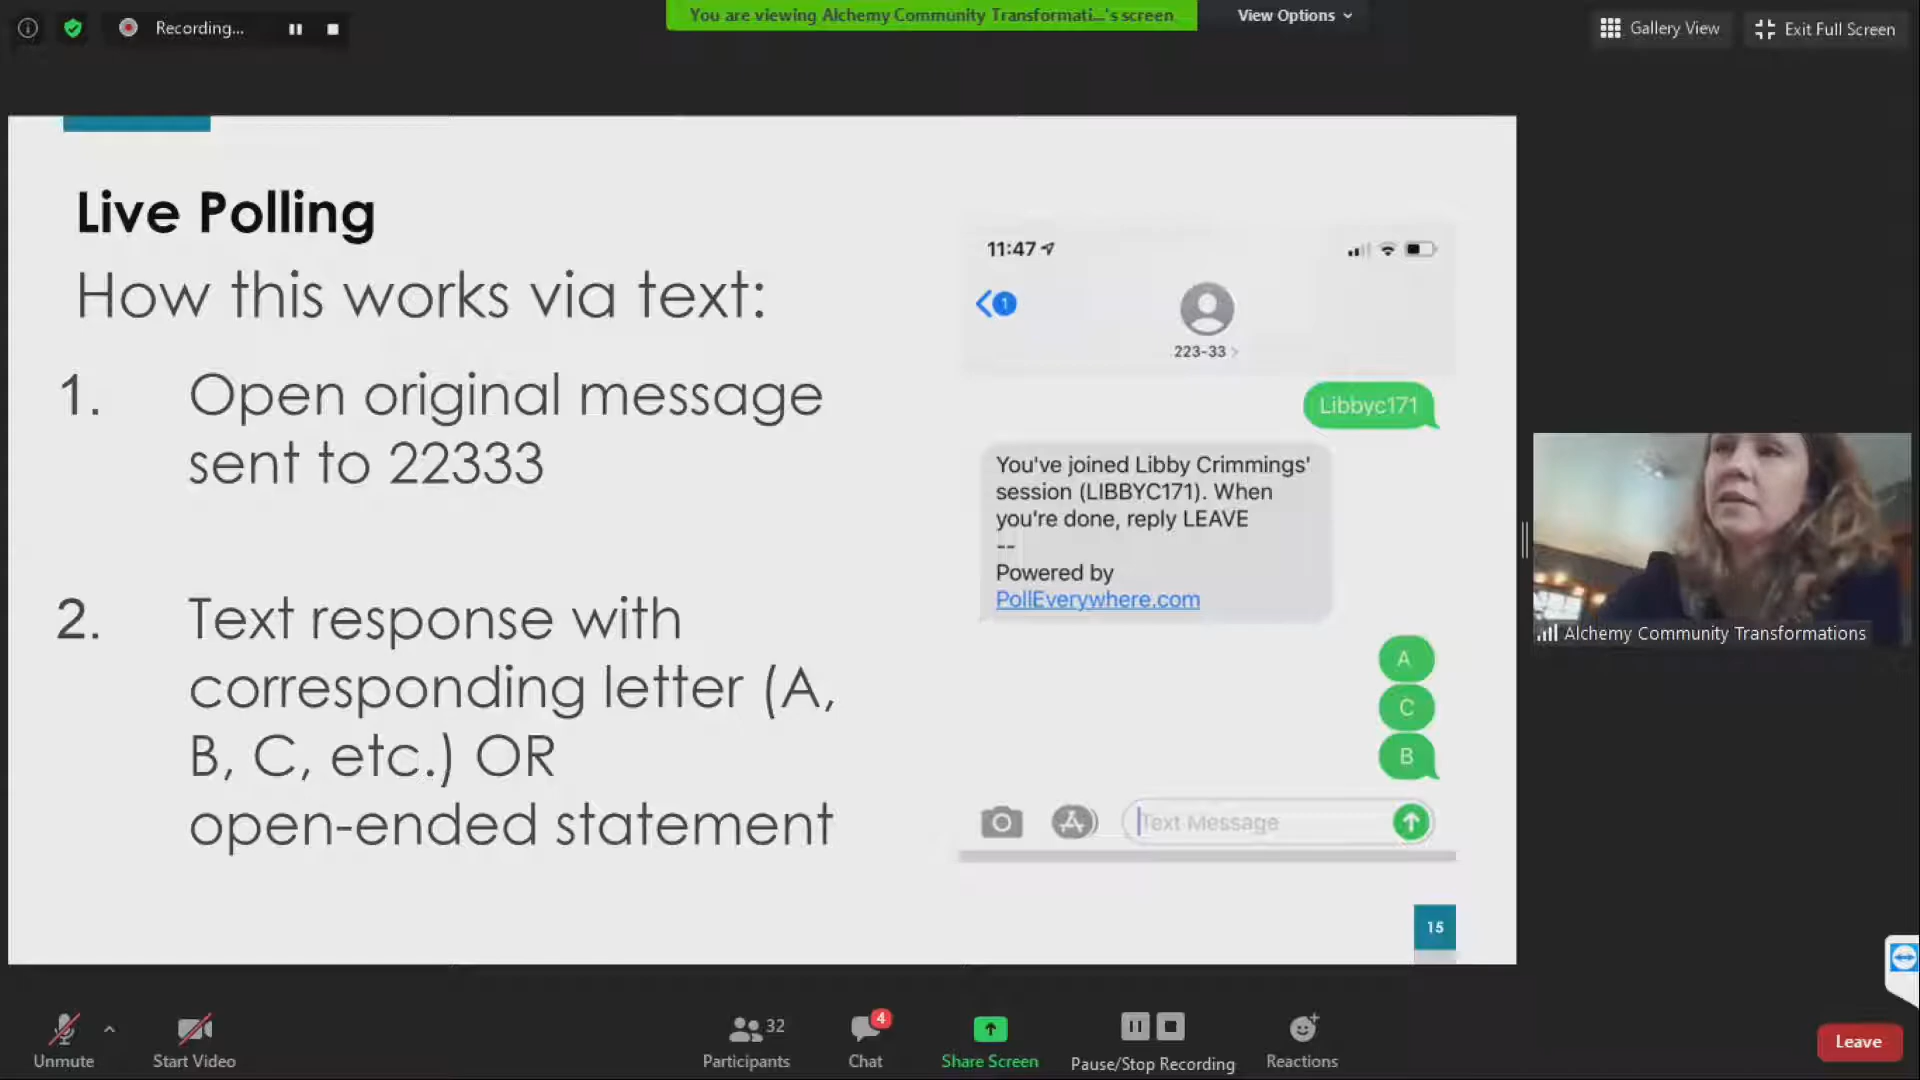 Recording...
You are viewing Alchemy Community Transformati...'s screen
View Options
Gallery View
Exit Full Screen
Live Polling
How this works via text:
1. Open original message
sent to 22333
2. Text response with
corresponding letter (A,
B, C, etc.) OR
open-ended statement
11:47
1
223-33
Libbyc171
You've joined Libby Crimmings'
session (LIBBYC171). When
you're done, reply LEAVE
--
Powered by
PollEverywhere.com
A
C
B
Text Message
15
Alchemy Community Transformations
Unmute
Start Video
32
Participants
4
Chat
Share Screen
Pause/Stop Recording
Reactions
Leave